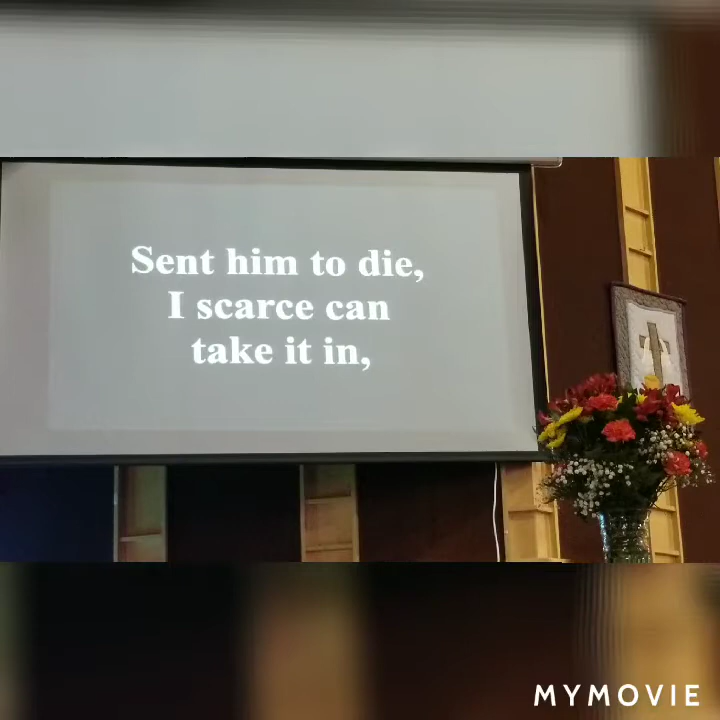 Sent him to die,
I scarce can
take it in,
MYMOVIE